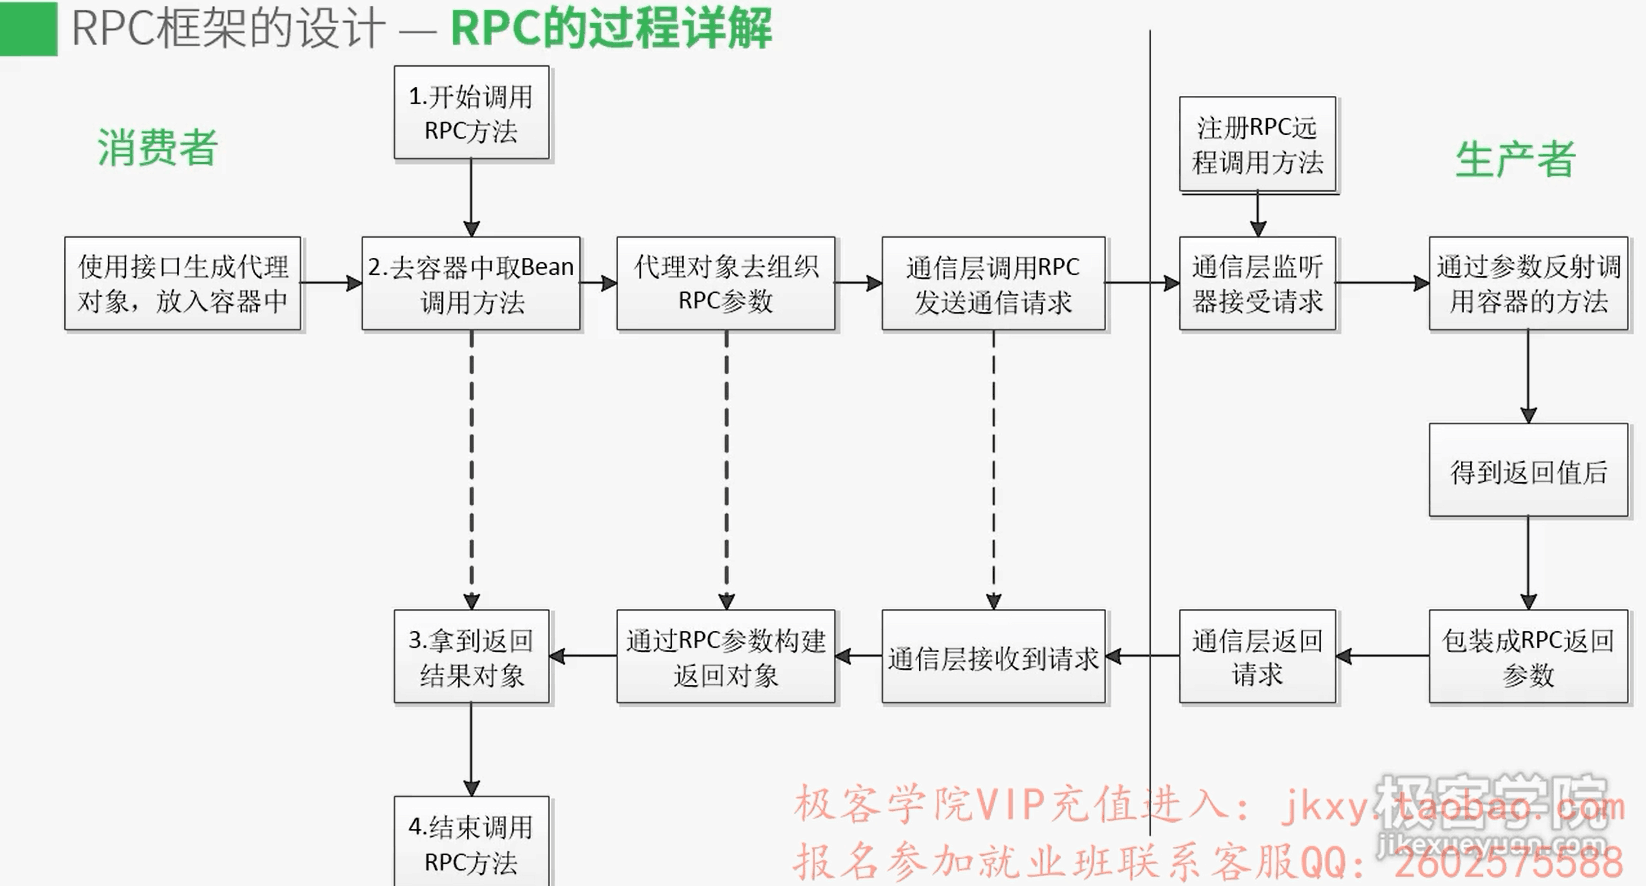 RPC框架的设计 — RPC的过程详解
消费者
生产者
1.开始调用
RPC方法
注册RPC远
程调用方法
使用接口生成代理
对象，放入容器中
2.去容器中取Bean
调用方法
代理对象去组织
RPC参数
通信层调用RPC
发送通信请求
通信层监听
器接受请求
通过参数反射调
用容器的方法
得到返回值后
3.拿到返回
结果对象
通过RPC参数构建
返回对象
通信层接收到请求
通信层返回
请求
包装成RPC返回
参数
4.结束调用
RPC方法
极客学院VIP充值进入：jkxy.taobao.com
报名参加就业班联系客服QQ：2602575588
极客学院
jikexueyuan.com